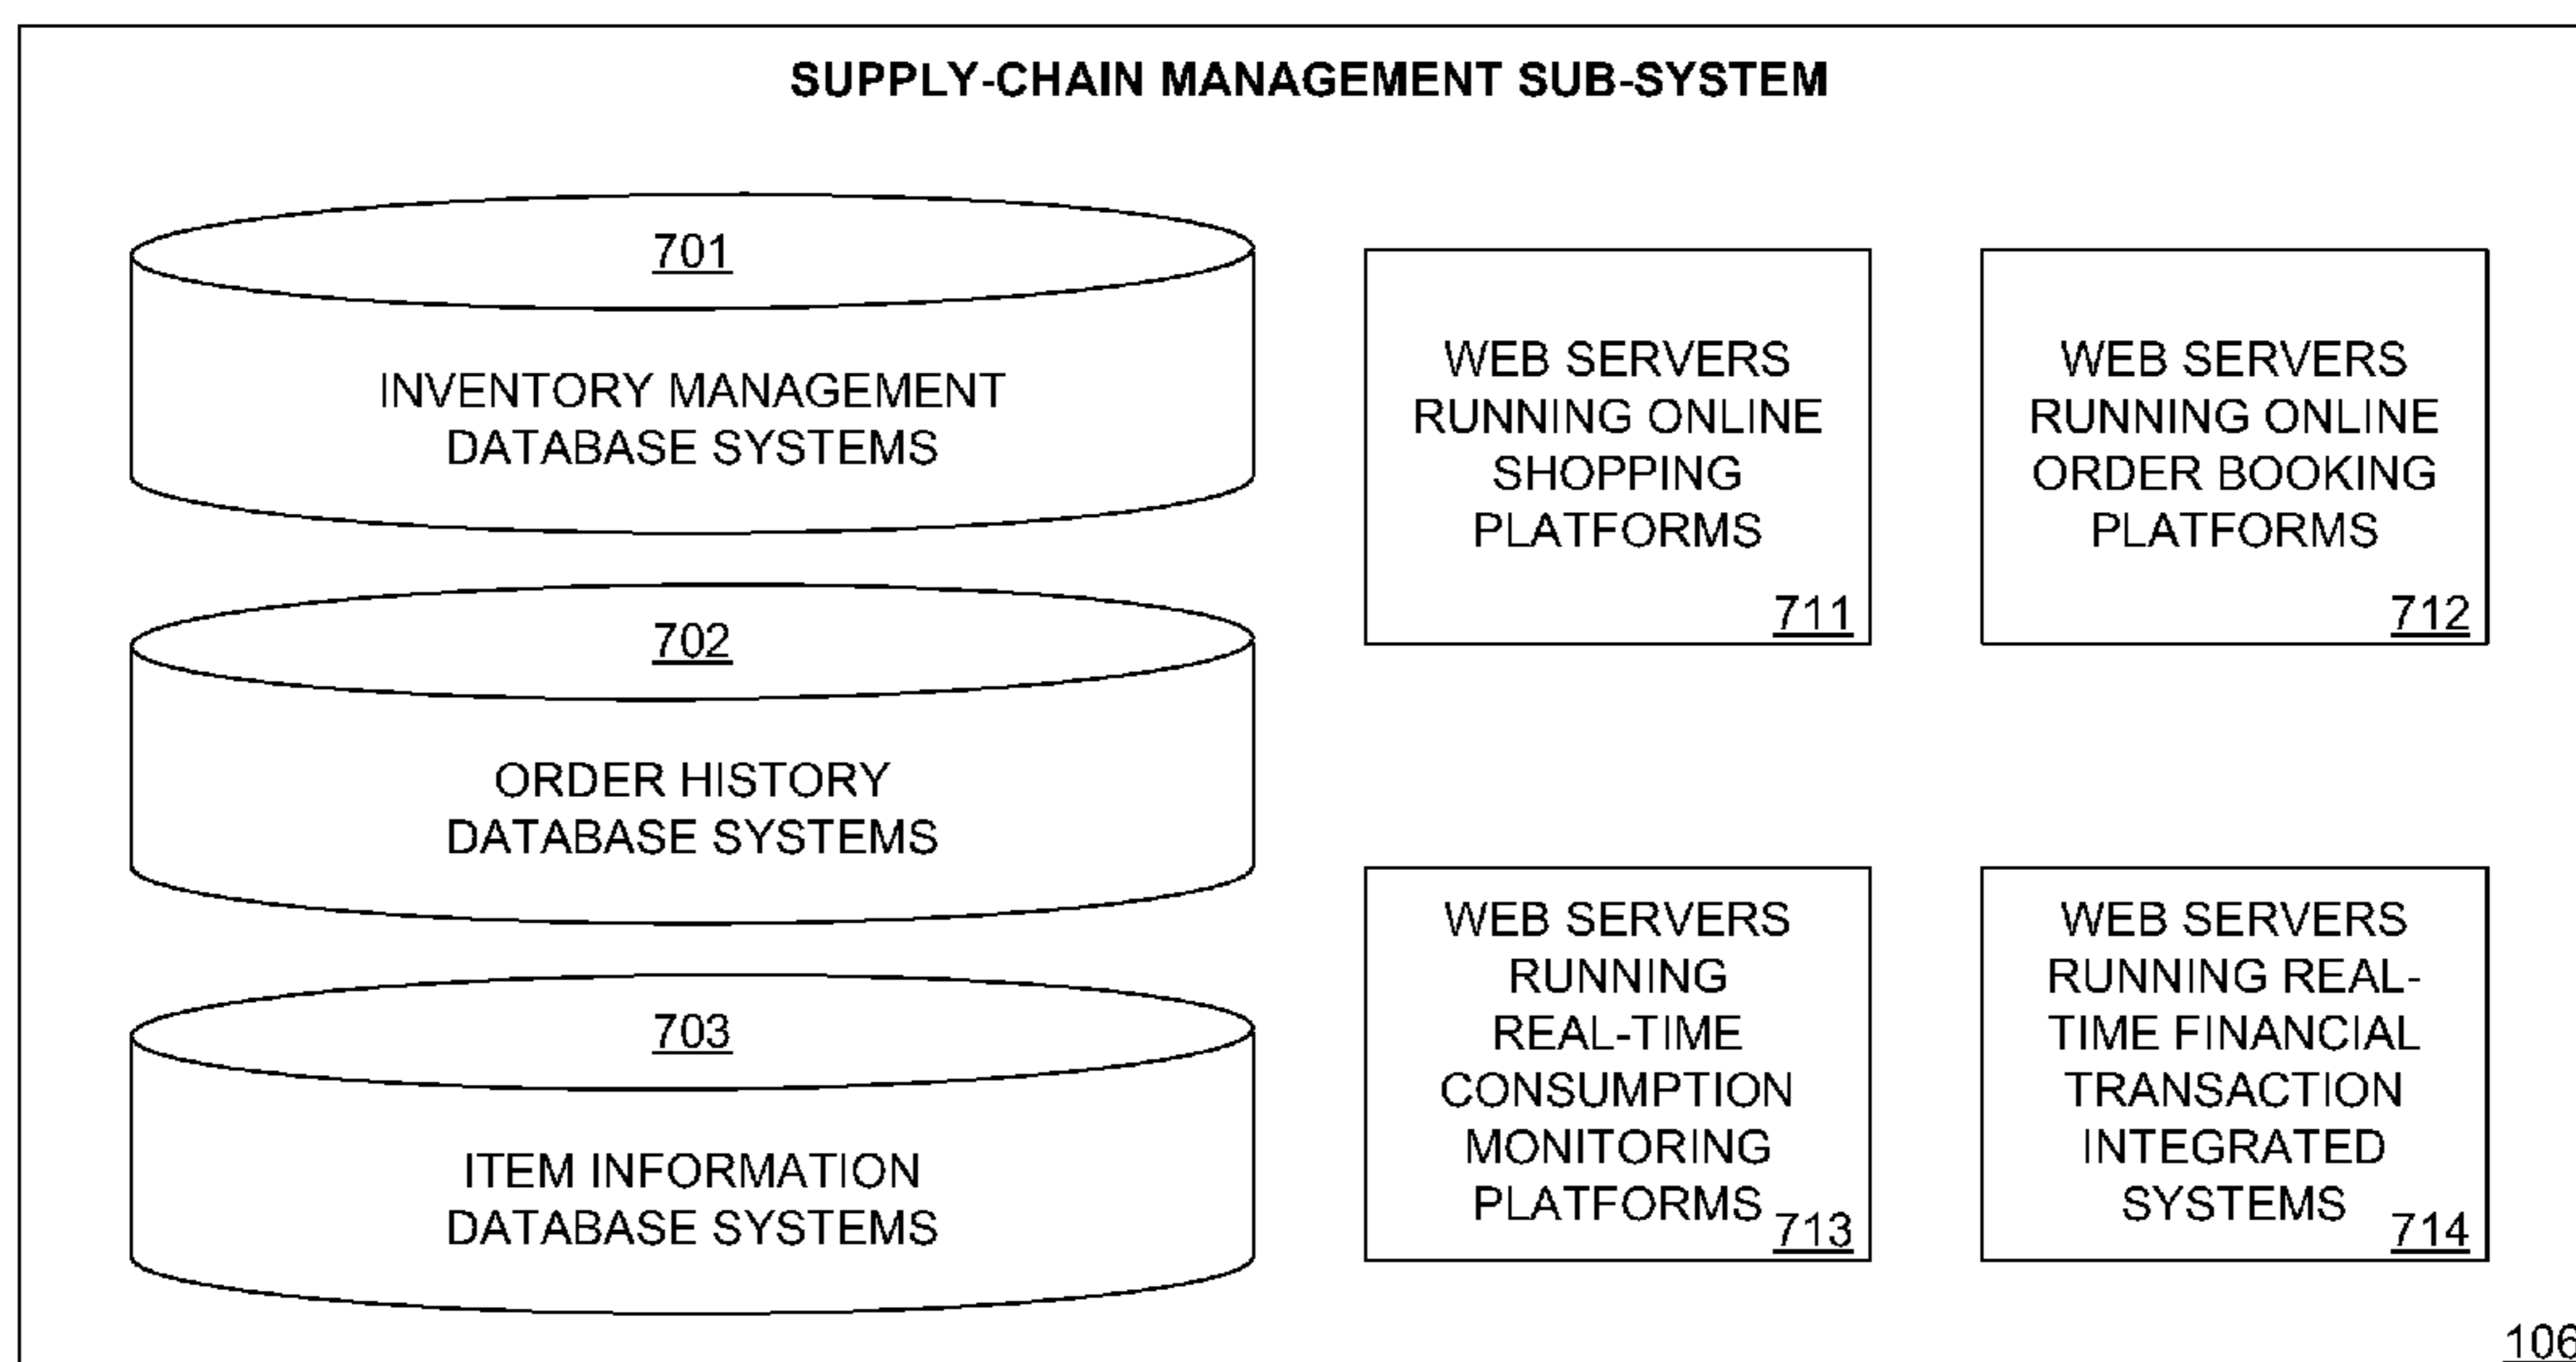 SUPPLY-CHAIN MANAGEMENT SUB-SYSTEM
701
INVENTORY MANAGEMENT
DATABASE SYSTEMS
702
ORDER HISTORY
DATABASE SYSTEMS
703
ITEM INFORMATION
DATABASE SYSTEMS
WEB SERVERS
RUNNING ONLINE
SHOPPING
PLATFORMS
711
WEB SERVERS
RUNNING ONLINE
ORDER BOOKING
PLATFORMS
712
WEB SERVERS
RUNNING
REAL-TIME
CONSUMPTION
MONITORING
PLATFORMS
713
WEB SERVERS
RUNNING REAL-
TIME FINANCIAL
TRANSACTION
INTEGRATED
SYSTEMS
714
106